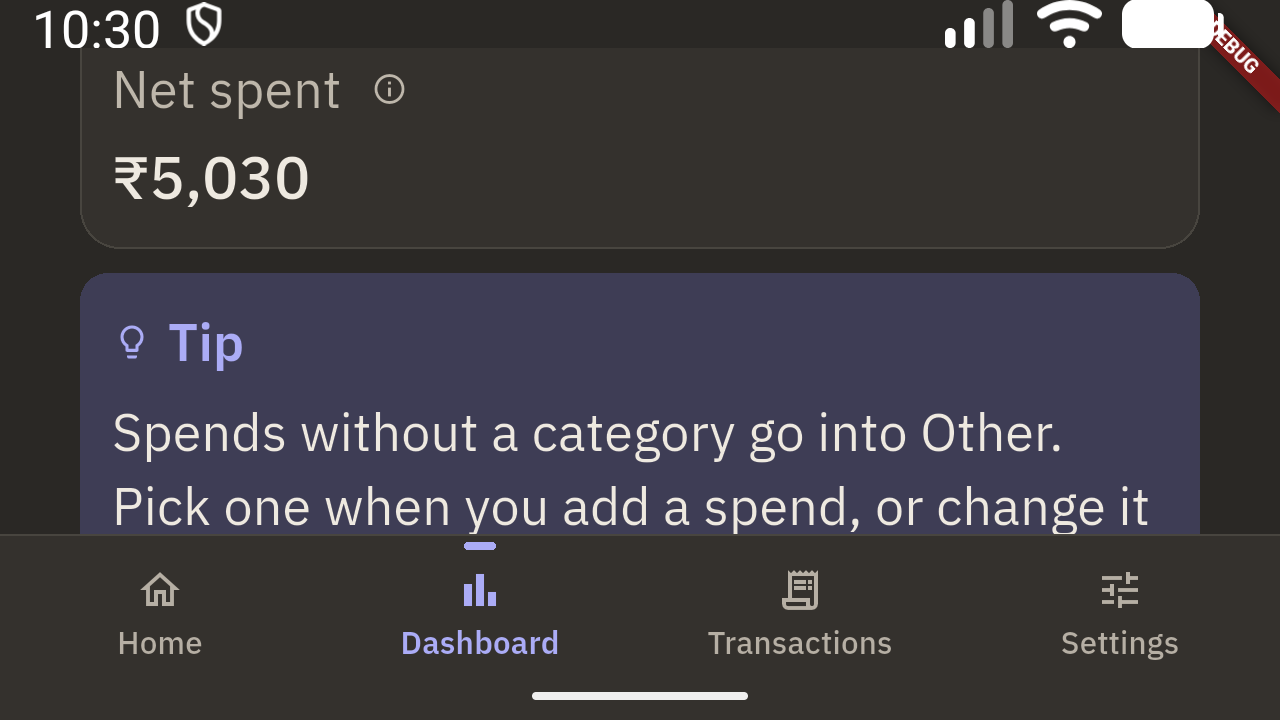 10:30
DEBUG
Net spent
₹5,030
Tip
Spends without a category go into Other.
Pick one when you add a spend, or change it
Home
Dashboard
Transactions
Settings